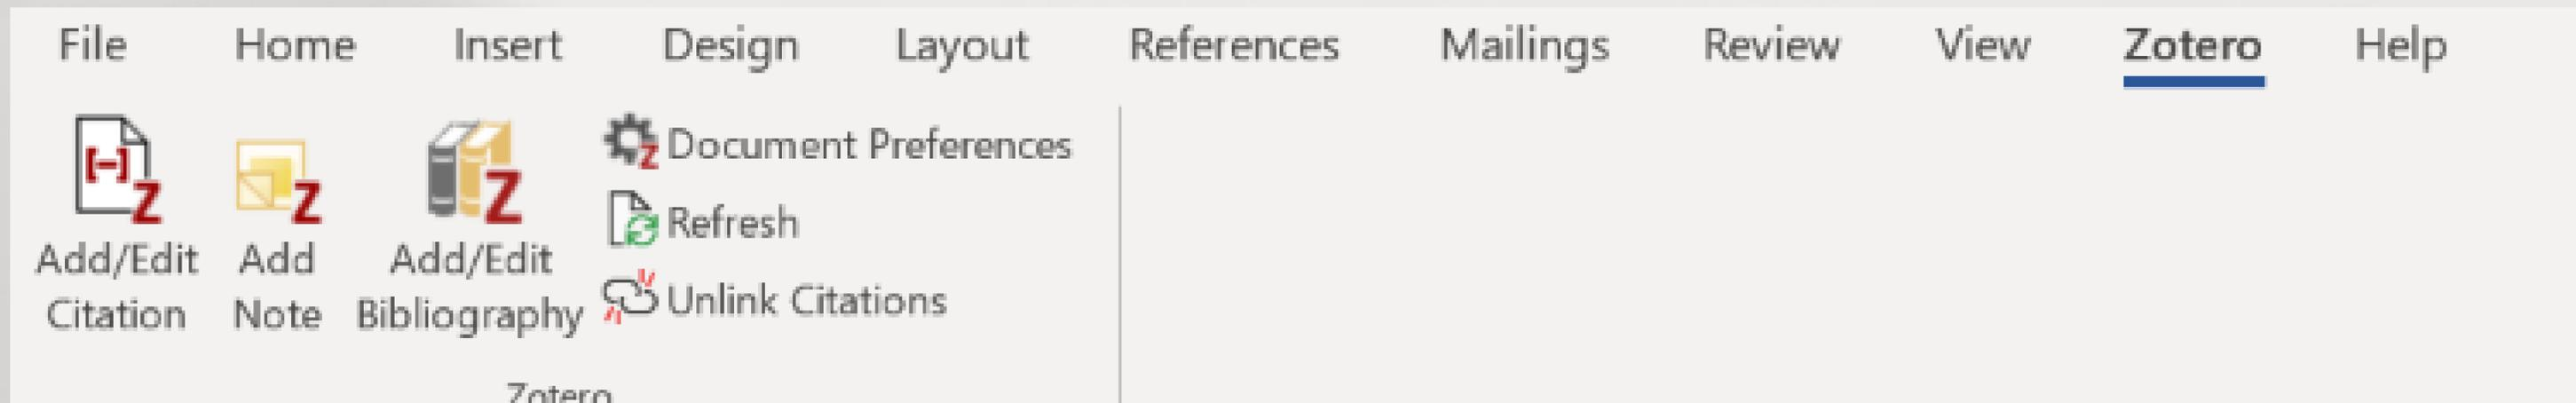 File Home Insert Design Layout References Mailings Review View Zotero Help
Add/Edit Citation
Add Note
Add/Edit Bibliography
Document Preferences
Refresh
Unlink Citations
Zotero